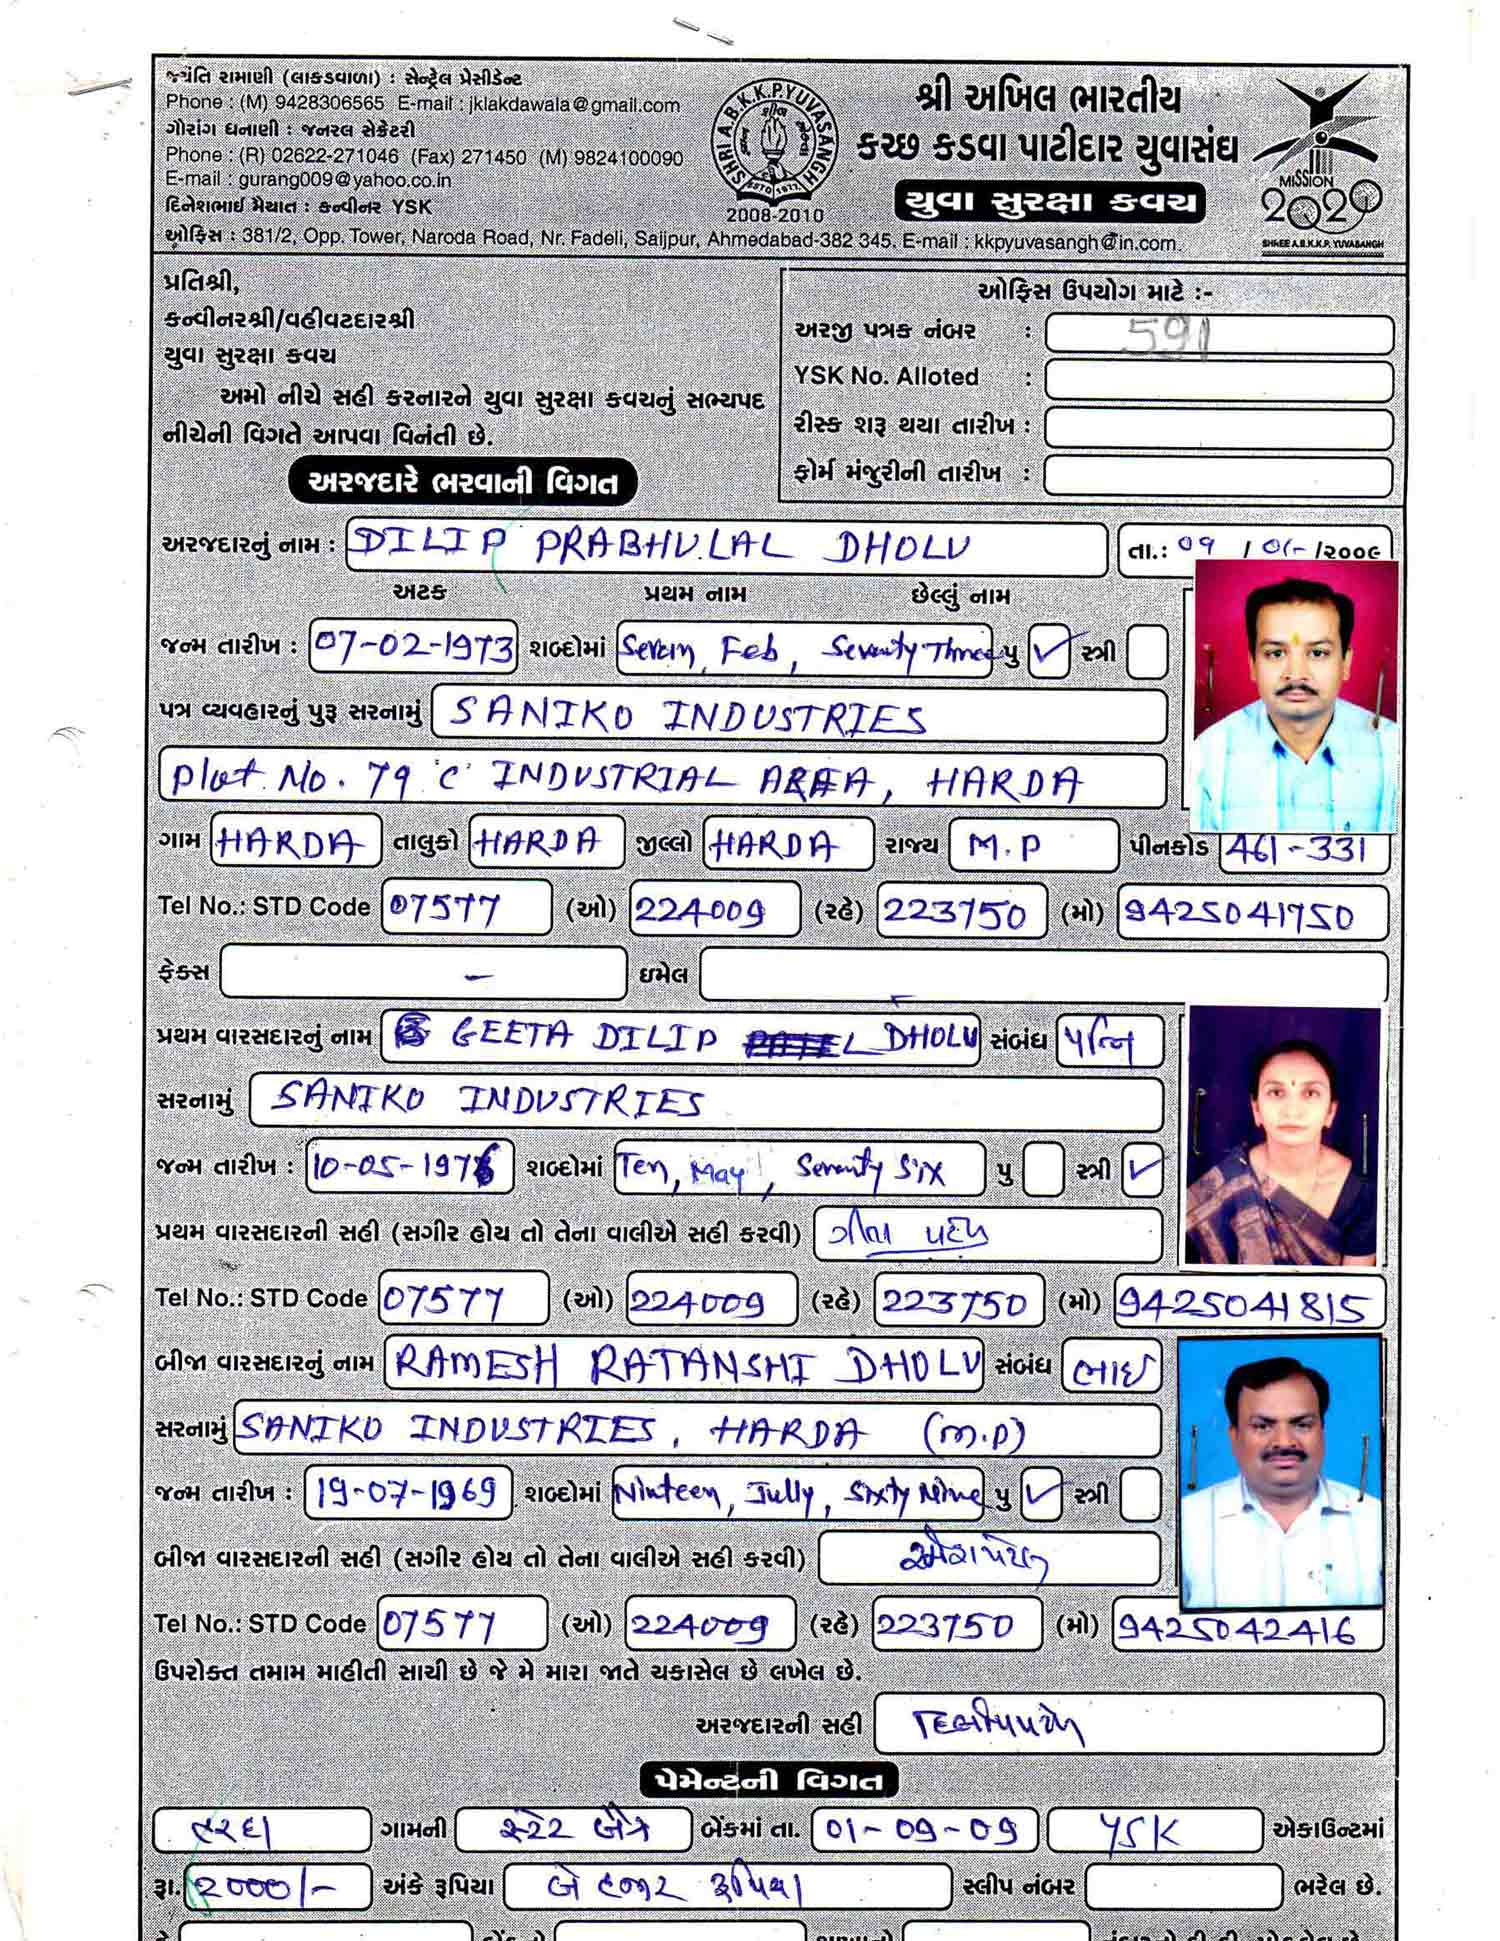 જયંતિ રામાણી (લાકડવાળા) : સેન્ટ્રેલ પ્રેસીડેન્ટ
Phone : (M) 9428306565 E-mail : jklakdawala@gmail.com
ગૌરાંગ ધનાણી : જનરલ સેક્રેટરી
Phone : (R) 02622-271046 (Fax) 271450 (M) 9824100090
E-mail : gurang009@yahoo.co.in
દિનેશભાઈ મૈયાત : કન્વીનર YSK
SHRI A.B.K.K.P. YUVASANGH
ESTD 1977
2008-2010
શ્રી અખિલ ભારતીય
કચ્છ કડવા પાટીદાર યુવાસંઘ
યુવા સુરક્ષા કવચ
MISSION
2020
SHREE A.B.K.K.P. YUVASANGH
ઓફિસ : 381/2, Opp. Tower, Naroda Road, Nr. Fadeli, Saijpur, Ahmedabad-382 345. E-mail : kkpyuvasangh@in.com.
પ્રતિશ્રી,
કન્વીનરશ્રી/વહીવટદારશ્રી
યુવા સુરક્ષા કવચ
અમો નીચે સહી કરનારને યુવા સુરક્ષા કવચનું સભ્યપદ
નીચેની વિગતે આપવા વિનંતી છે.
ઓફિસ ઉપયોગ માટે :-
અરજી પત્રક નંબર : 591
YSK No. Alloted :
રીસ્ક શરૂ થયા તારીખ :
ફોર્મ મંજુરીની તારીખ :
અરજદારે ભરવાની વિગત
અરજદારનું નામ : DILIP PRABHULAL DHOLU તા.: 09 / /૨૦૦૯
અટક પ્રથમ નામ છેલ્લું નામ
જન્મ તારીખ : 07-02-1973 શબ્દોમાં Seven, Feb, Seventy Three પુ ✓ સ્ત્રી
પત્ર વ્યવહારનું પુરૂ સરનામું SANIKO INDUSTRIES
Plot No. 79 'C' INDUSTRIAL AREA, HARDA
ગામ HARDA તાલુકો HARDA જીલ્લો HARDA રાજ્ય M.P પીનકોડ 461-331
Tel No.: STD Code 07577 (ઓ) 224009 (રહે) 223750 (મો) 9425041750
ફેક્સ - ઇમેલ
પ્રથમ વારસદારનું નામ GEETA DILIP DHOLU સંબંધ પત્નિ
સરનામું SANIKO INDUSTRIES
જન્મ તારીખ : 10-05-1976 શબ્દોમાં Ten, May, Seventy Six પુ સ્ત્રી ✓
પ્રથમ વારસદારની સહી (સગીર હોય તો તેના વાલીએ સહી કરવી) ગીતા પટેલ
Tel No.: STD Code 07577 (ઓ) 224009 (રહે) 223750 (મો) 9425041815
બીજા વારસદારનું નામ RAMESH RATANSHI DHOLU સંબંધ ભાઈ
સરનામું SANIKO INDUSTRIES, HARDA (M.P)
જન્મ તારીખ : 19-07-1969 શબ્દોમાં Ninteen, Jully, Sixty Nine પુ ✓ સ્ત્રી
બીજા વારસદારની સહી (સગીર હોય તો તેના વાલીએ સહી કરવી)
Tel No.: STD Code 07577 (ઓ) 224009 (રહે) 223750 (મો) 9425042416
ઉપરોક્ત તમામ માહીતી સાચી છે જે મે મારા જાતે ચકાસેલ છે લખેલ છે.
અરજદારની સહી દિલીપ પટેલ
પેમેન્ટની વિગત
હરદા ગામની સ્ટેટ બેંક બેંકમાં તા. 01-09-09 YSK એકાઉન્ટમાં
રૂા. 2000/- અંકે રૂપિયા બે હજાર રૂપિયા સ્લીપ નંબર ભરેલ છે.